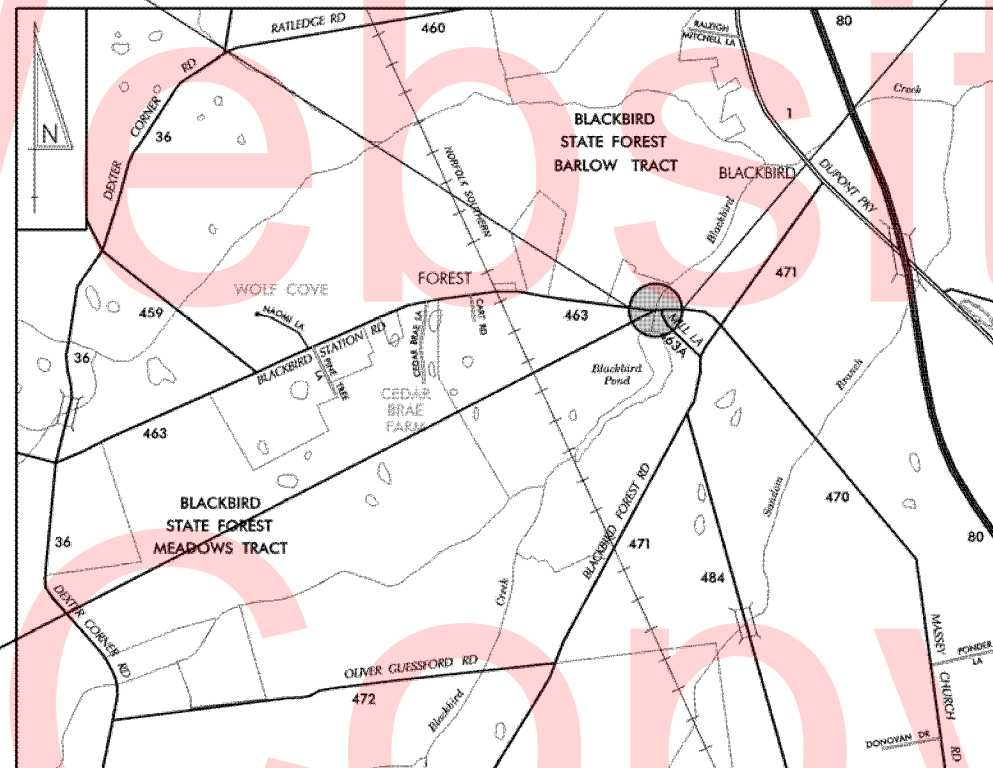 RATLEDGE RD
460
80
RALEIGH
MITCHELL LA
N
RD
CORNER
DEXTER
36
1
Creek
BLACKBIRD
STATE FOREST
BARLOW TRACT
NORFOLK SOUTHERN
BLACKBIRD
DUPONT PKY
Blackbird
471
FOREST
WOLF COVE
NAOMI LA
459
36
463
CART RD
CEDAR BRAE LA
BLACKBIRD STATION RD
PINE TREE
LA
MILL LA
463A
Blackbird
Pond
CEDAR
BRAE
FARM
Branch
463
BLACKBIRD
STATE FOREST
MEADOWS TRACT
BLACKBIRD FOREST RD
Sandom
470
471
36
80
484
DEXTER CORNER RD
Creek
OLIVER GUESSFORD RD
472
Blackbird
MASSEY CHURCH RD
PONDER
LA
DONOVAN DR
Website
Copy